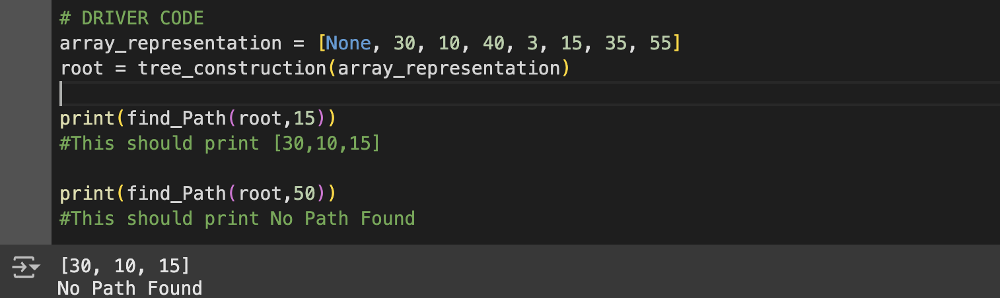 # DRIVER CODE
array_representation = [None, 30, 10, 40, 3, 15, 35, 55]
root = tree_construction(array_representation)
print(find_Path(root,15))
#This should print [30,10,15]
print(find_Path(root,50))
#This should print No Path Found
[30, 10, 15]
No Path Found